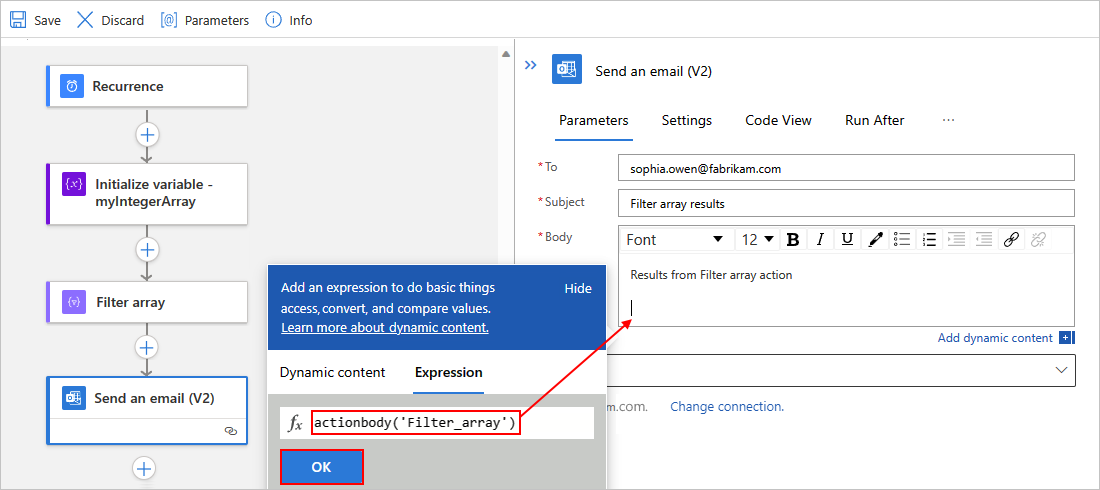 Save
Discard
[@] Parameters
Info
Recurrence
{x}
Initialize variable -
myIntegerArray
Filter array
Send an email (V2)
Add an expression to do basic things
access, convert, and compare values.
Learn more about dynamic content.
Hide
Dynamic content
Expression
fx actionbody('Filter_array')
OK
Send an email (V2)
Parameters
Settings
Code View
Run After
...
*To
sophia.owen@fabrikam.com
*Subject
Filter array results
*Body
Font
12
B I U
Results from Filter array action
Add dynamic content
m.com.
Change connection.